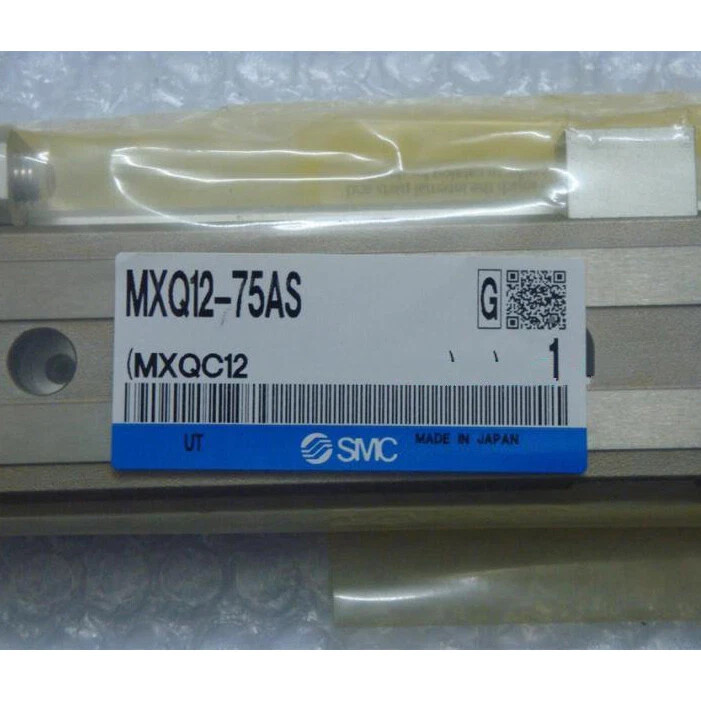 MXQ12-75AS
G
(MXQC12
1
UT
SMC
MADE IN JAPAN